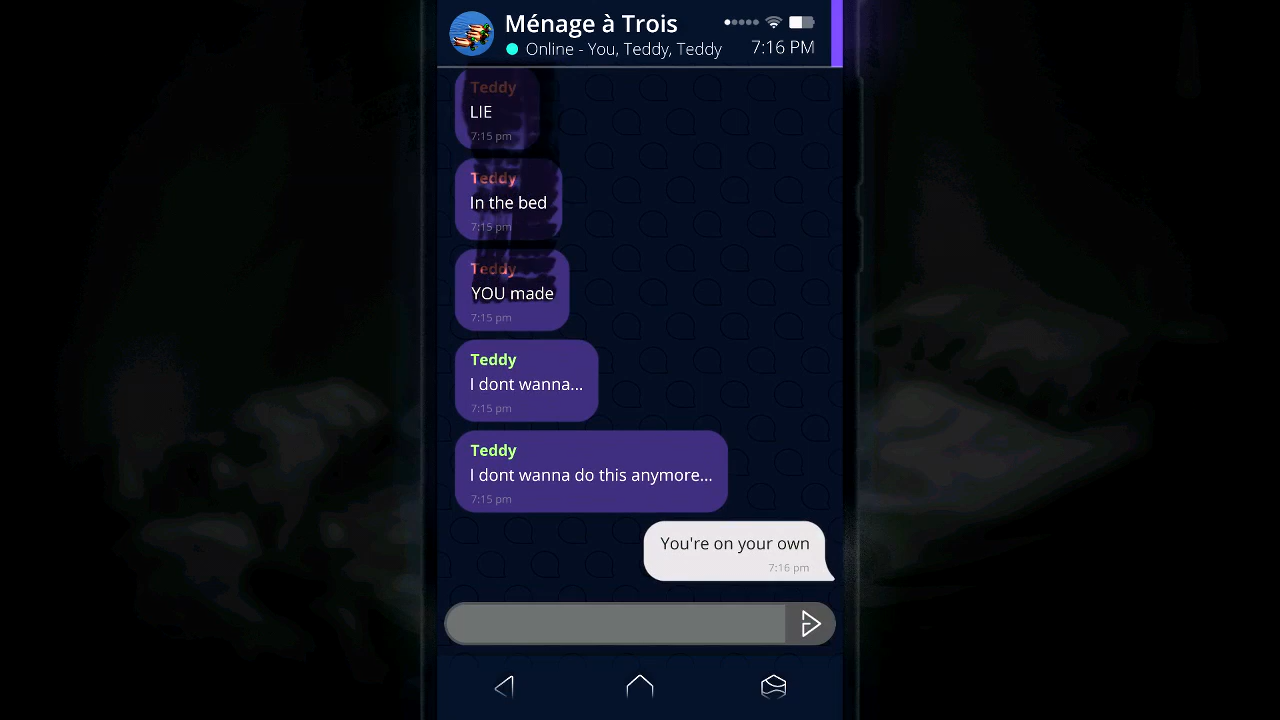 Ménage à Trois
Online - You, Teddy, Teddy
7:16 PM
Teddy
LIE
7:15 pm
Teddy
In the bed
7:15 pm
Teddy
YOU made
7:15 pm
Teddy
I dont wanna...
7:15 pm
Teddy
I dont wanna do this anymore...
7:15 pm
You're on your own
7:16 pm